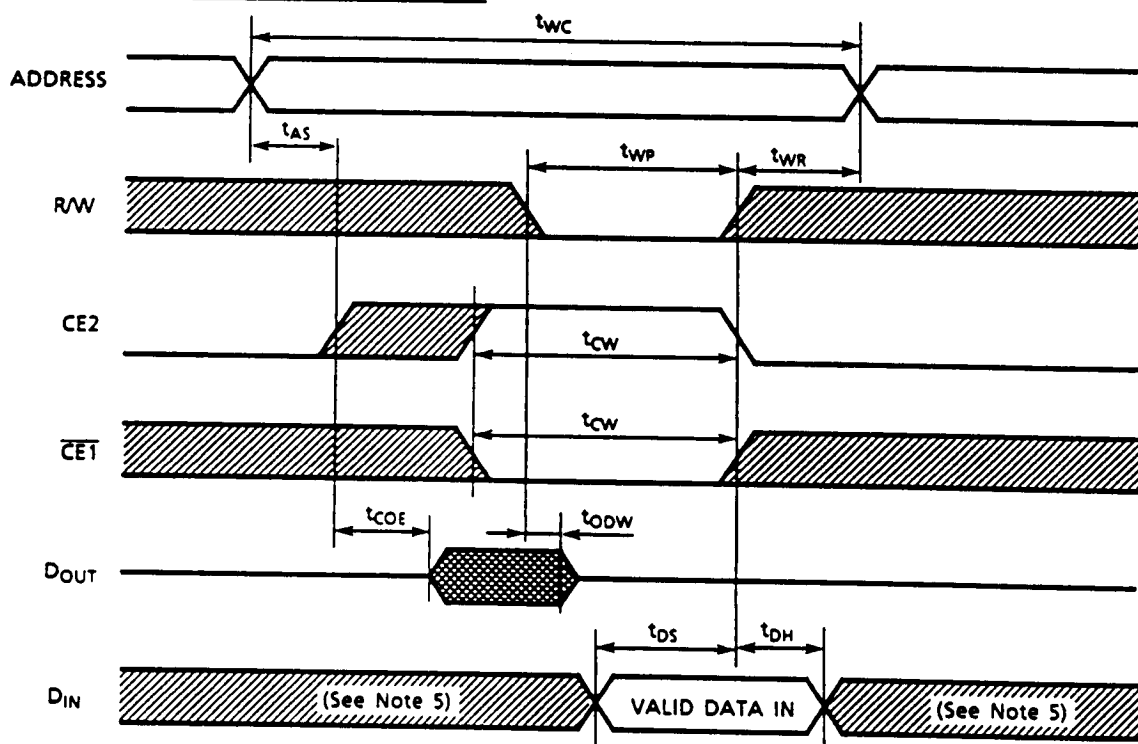 tWC
ADDRESS
tAS
tWP
tWR
R/W
CE2
tCW
CE1
tCW
tCOE
tODW
DOUT
tDS
tDH
DIN
(See Note 5)
VALID DATA IN
(See Note 5)